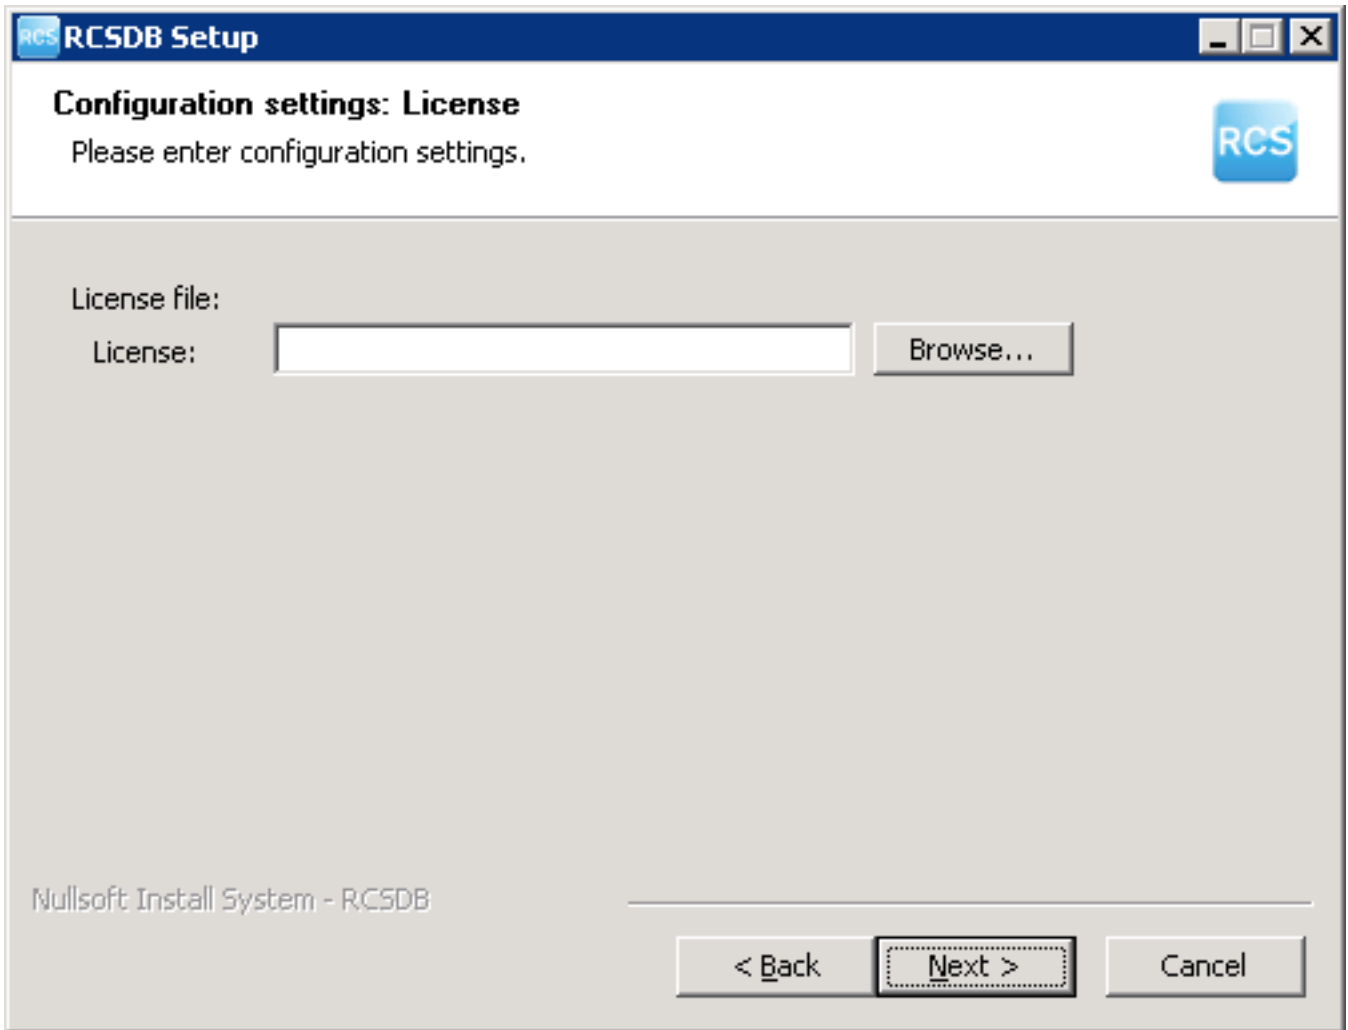 RCS RCSDB Setup
Configuration settings: License
Please enter configuration settings.
RCS
License file:
License:
Browse...
Nullsoft Install System - RCSDB
< Back
Next >
Cancel